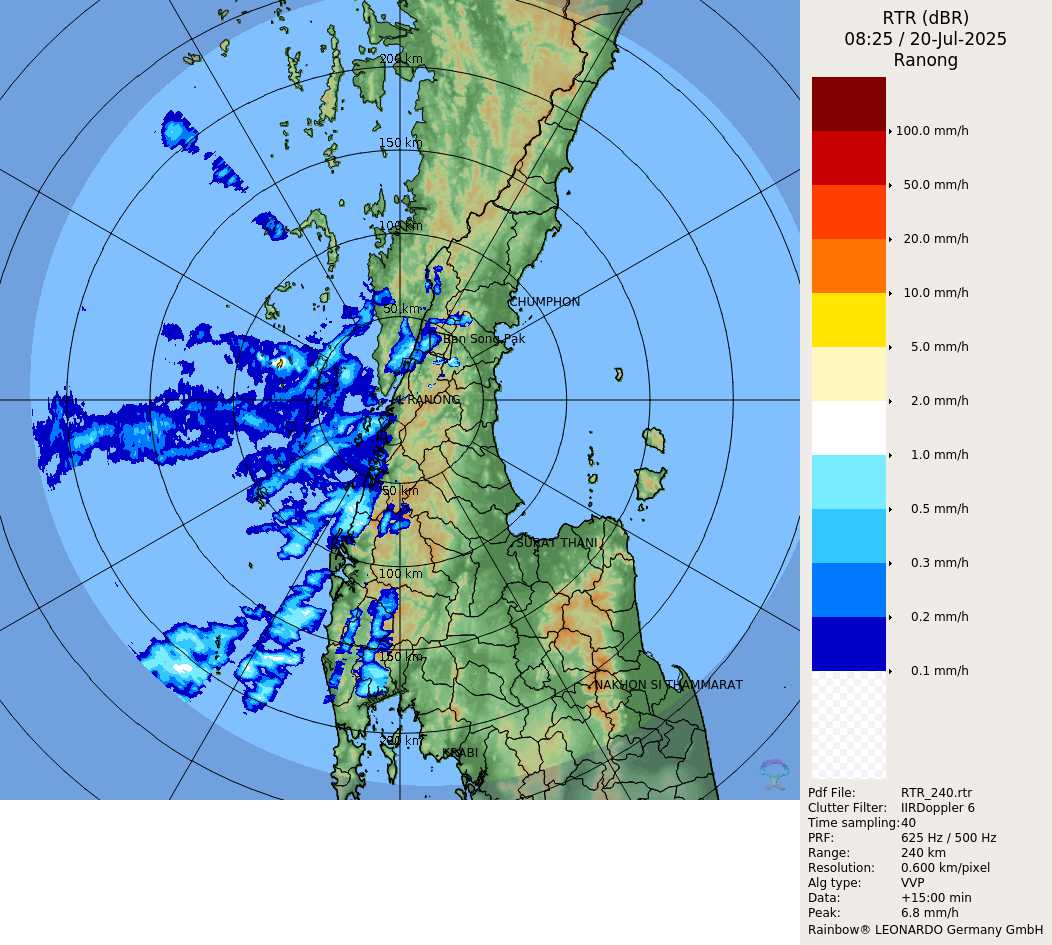 RTR (dBR)
08:25 / 20-Jul-2025
Ranong
200 km
150 km
100 km
CHUMPHON
50 km
Ban Song Pak
RANONG
50 km
SURAT THANI
100 km
150 km
NAKHON SI THAMMARAT
200 km
KRABI
100.0 mm/h
50.0 mm/h
20.0 mm/h
10.0 mm/h
5.0 mm/h
2.0 mm/h
1.0 mm/h
0.5 mm/h
0.3 mm/h
0.2 mm/h
0.1 mm/h
Pdf File: RTR_240.rtr
Clutter Filter: IIRDoppler 6
Time sampling:40
PRF: 625 Hz / 500 Hz
Range: 240 km
Resolution: 0.600 km/pixel
Alg type: VVP
Data: +15:00 min
Peak: 6.8 mm/h
Rainbow® LEONARDO Germany GmbH